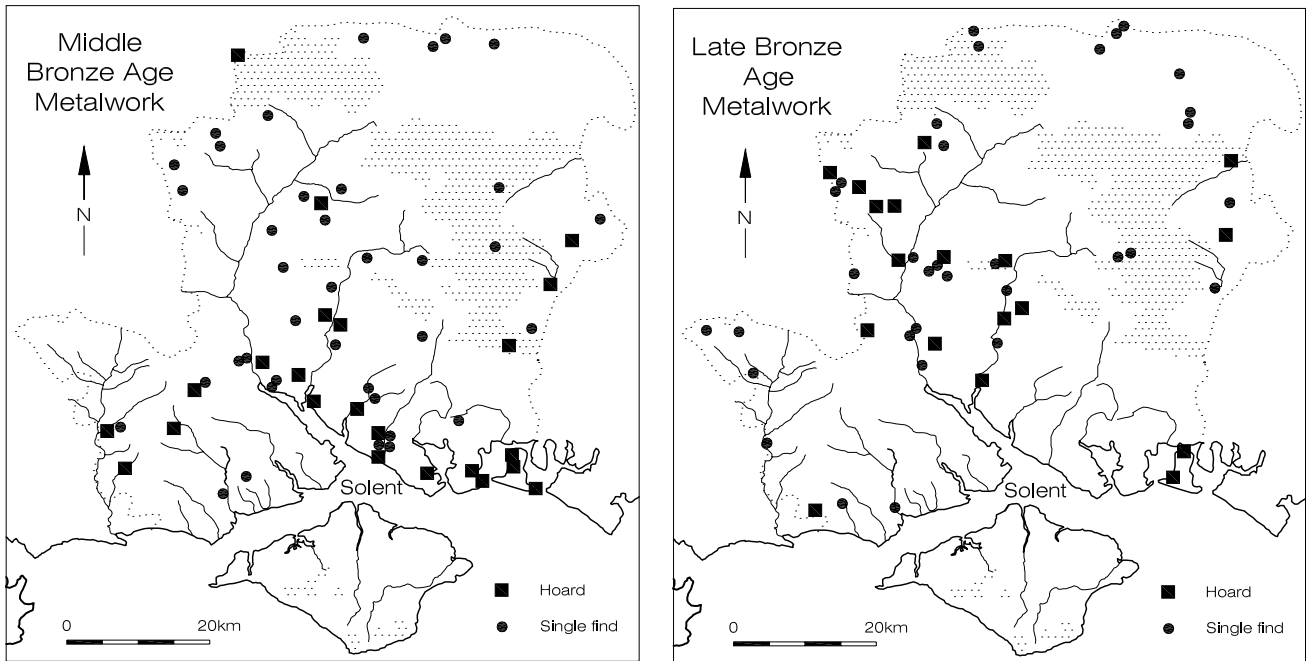 Middle
Bronze Age
Metalwork
N
Solent
Hoard
Single find
0 20km
Late Bronze
Age
Metalwork
N
Solent
Hoard
Single find
0 20km